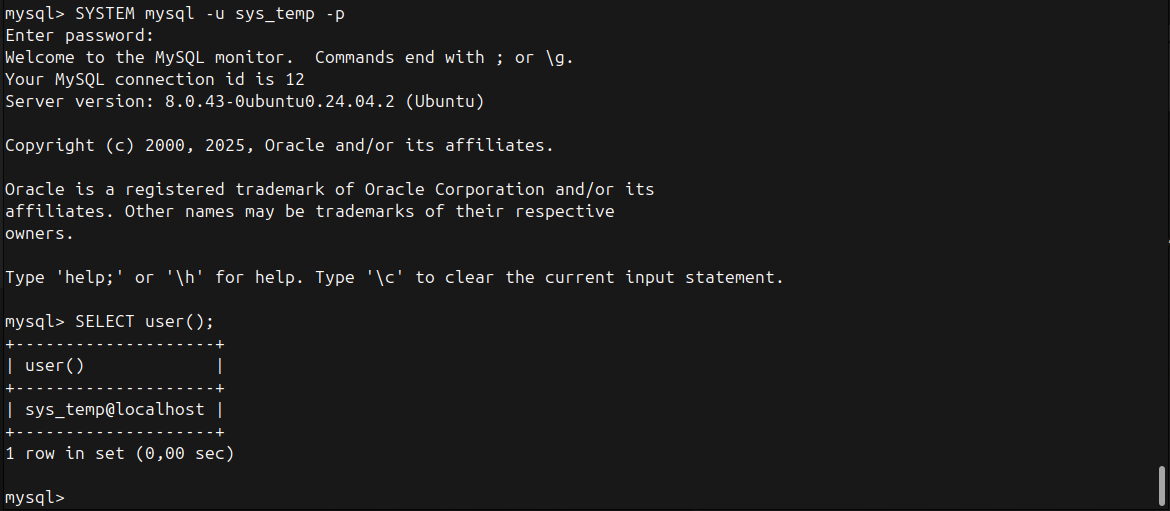 mysql> SYSTEM mysql -u sys_temp -p
Enter password:
Welcome to the MySQL monitor.  Commands end with ; or \g.
Your MySQL connection id is 12
Server version: 8.0.43-0ubuntu0.24.04.2 (Ubuntu)

Copyright (c) 2000, 2025, Oracle and/or its affiliates.

Oracle is a registered trademark of Oracle Corporation and/or its
affiliates. Other names may be trademarks of their respective
owners.

Type 'help;' or '\h' for help. Type '\c' to clear the current input statement.

mysql> SELECT user();
+--------------------+
| user()             |
+--------------------+
| sys_temp@localhost |
+--------------------+
1 row in set (0,00 sec)

mysql>